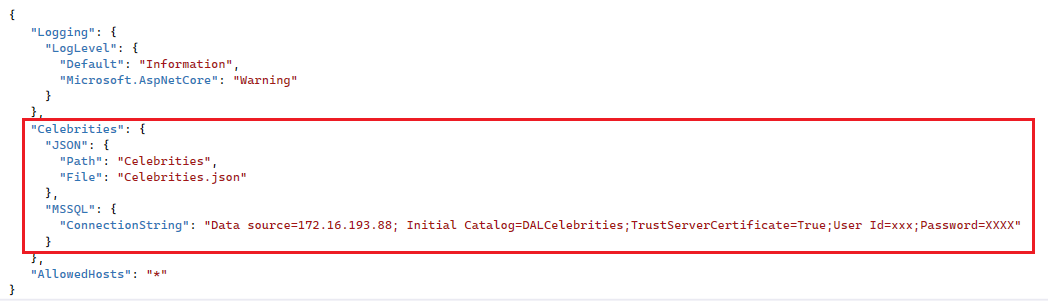 {
"Logging": {
"LogLevel": {
"Default": "Information",
"Microsoft.AspNetCore": "Warning"
}
},
"Celebrities": {
"JSON": {
"Path": "Celebrities",
"File": "Celebrities.json"
},
"MSSQL": {
"ConnectionString": "Data source=172.16.193.88; Initial Catalog=DALCelebrities;TrustServerCertificate=True;User Id=xxx;Password=XXXX"
}
},
"AllowedHosts": "*"
}